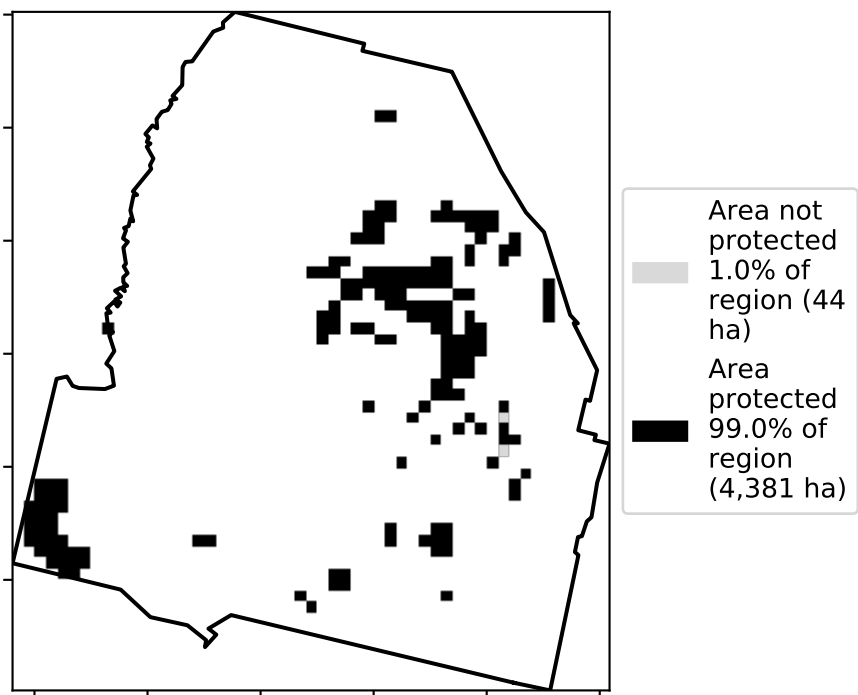 Area not
protected
1.0% of
region (44
ha)
Area
protected
99.0% of
region
(4,381 ha)